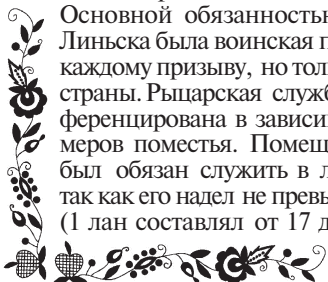 Основной обязанность
Линьска была воинская п
каждому призыву, но тол
страны. Рыцарская служб
ференцирована в зависи
меров поместья. Помещ
был обязан служить в л
так как его надел не превы
(1 лан составлял от 17 д